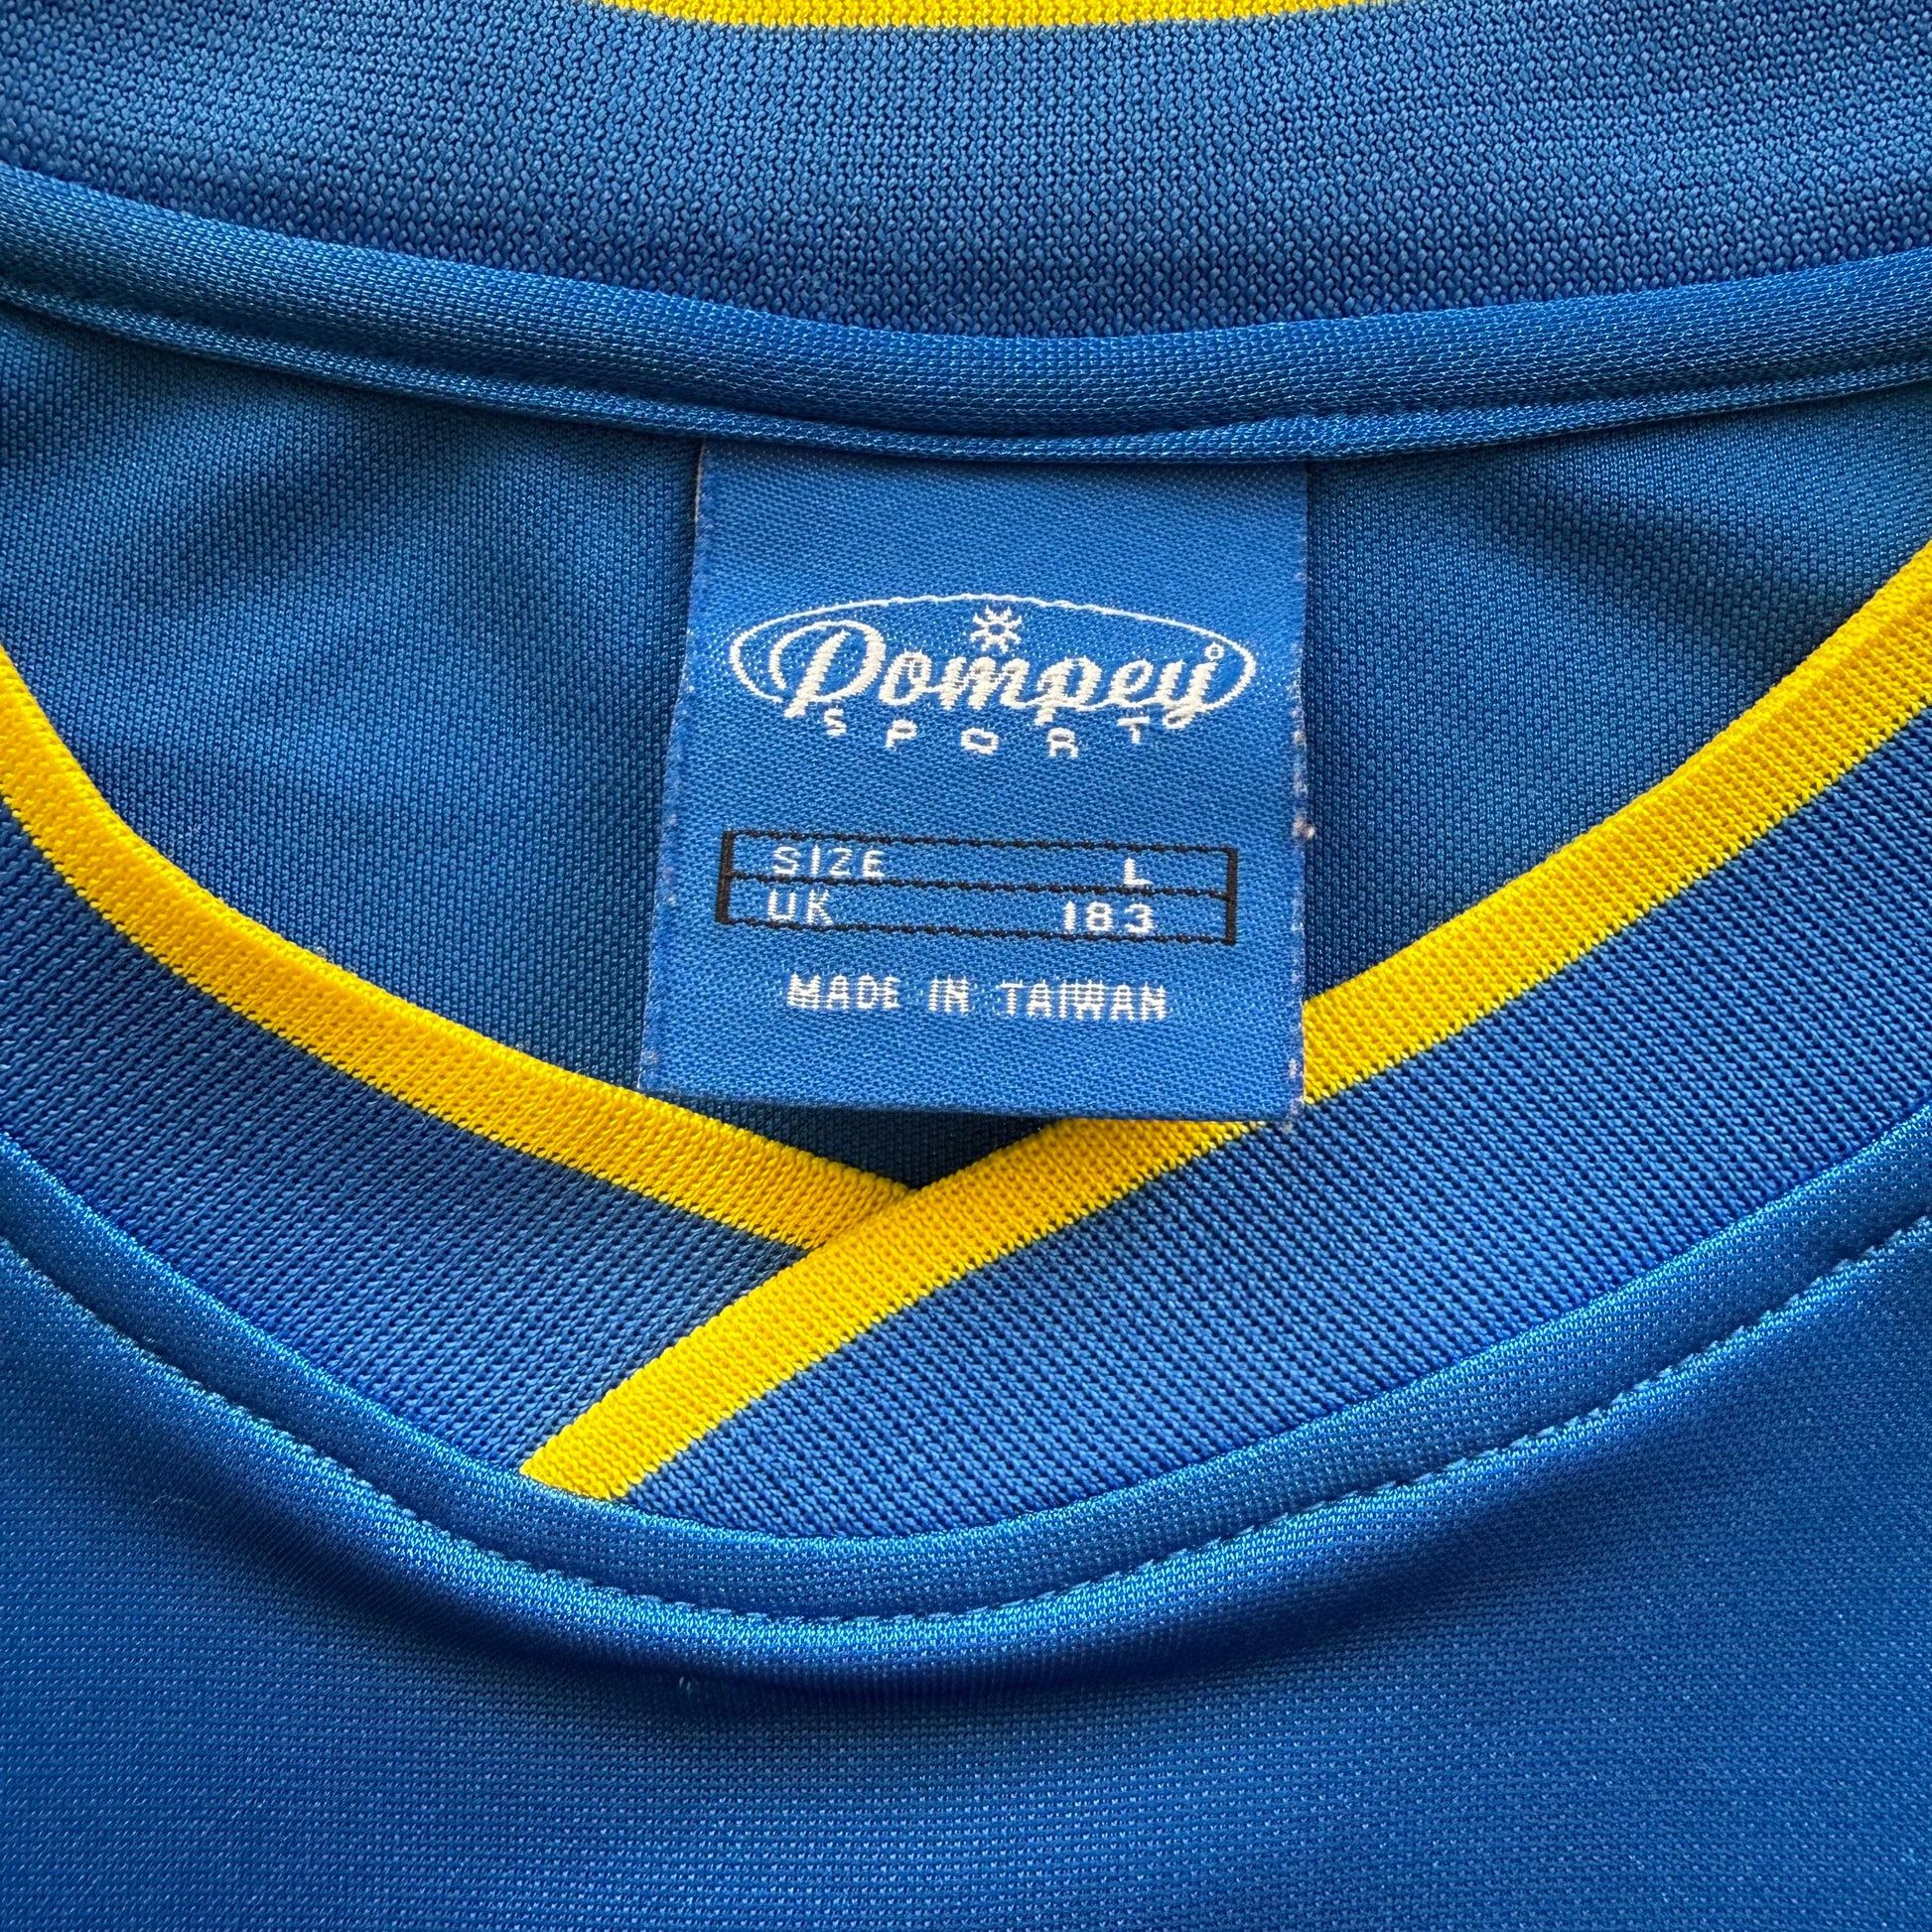 Pompey
SPORT
SIZE L
UK 183
MADE IN TAIWAN